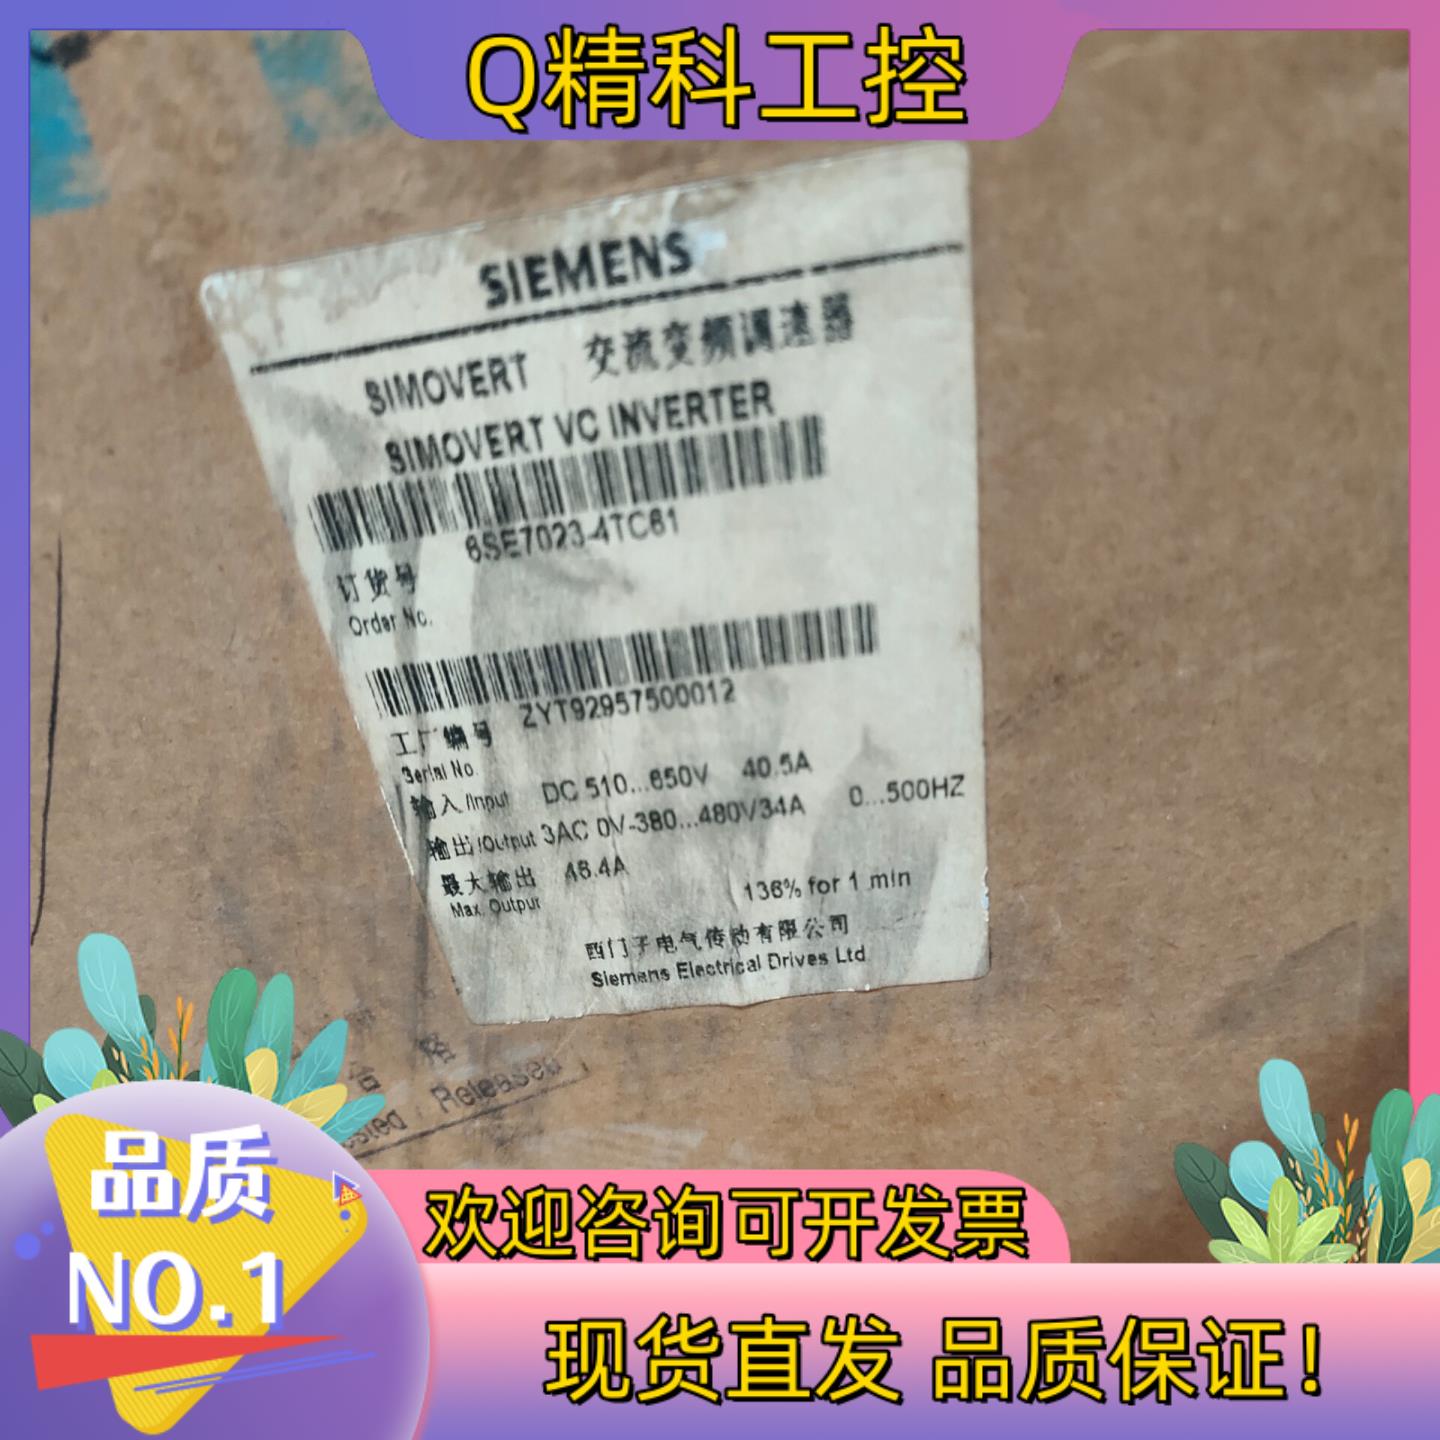 Q精科工控
SIEMENS
SIMOVERT 交流变频调速器
SIMOVERT VC INVERTER
6SE7023-4TC61
订货号
Order No.
ZYT92957500012
工厂编号
Serial No.
输入/Input DC 510...650V 40.5A
输出/Output 3AC 0V-380...480V34A 0...500HZ
最大输出 46.4A
Max. Output 136% for 1 min
西门子电气传动有限公司
Siemens Electrical Drives Ltd
合格
Released
品质
NO.1
欢迎咨询可开发票
现货直发 品质保证!